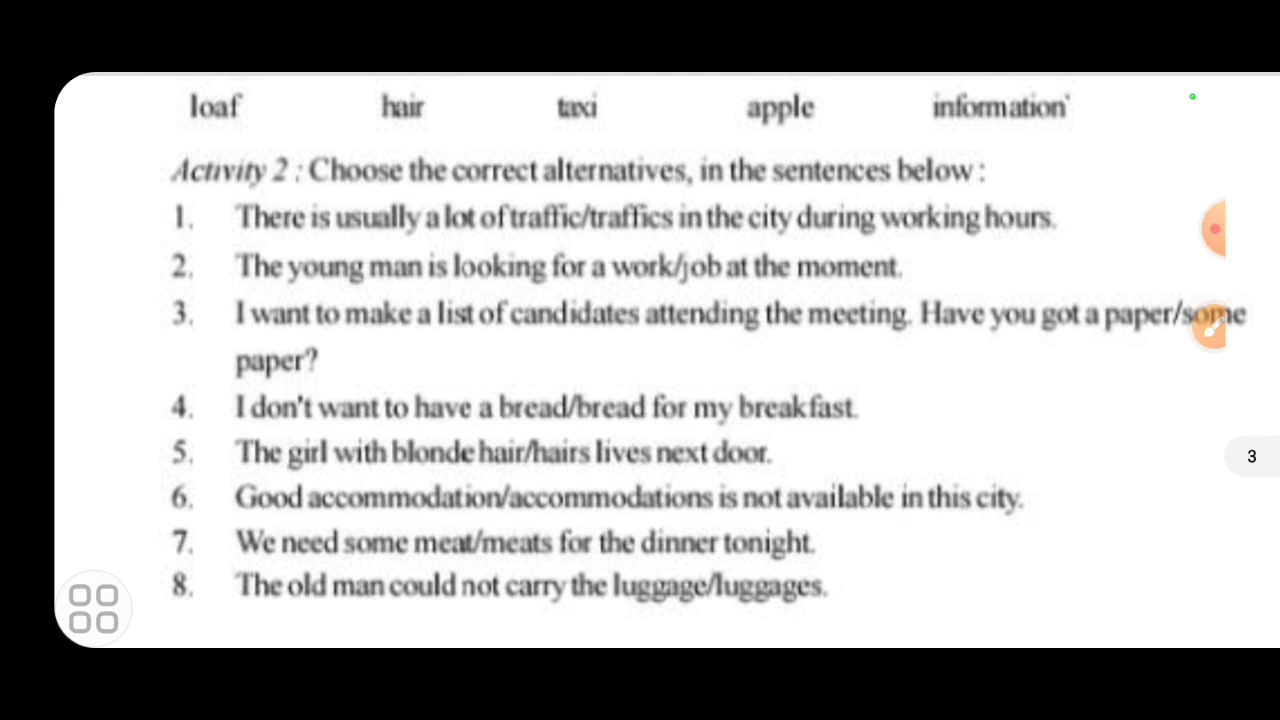 loaf hair taxi apple information
Activity 2 : Choose the correct alternatives, in the sentences below :
1. There is usually a lot of traffic/traffics in the city during working hours.
2. The young man is looking for a work/job at the moment.
3. I want to make a list of candidates attending the meeting. Have you got a paper/some
paper?
4. I don't want to have a bread/bread for my breakfast.
3
5. The girl with blonde hair/hairs lives next door.
6. Good accommodation/accommodations is not available in this city.
7. We need some meat/meats for the dinner tonight.
8. The old man could not carry the luggage/luggages.